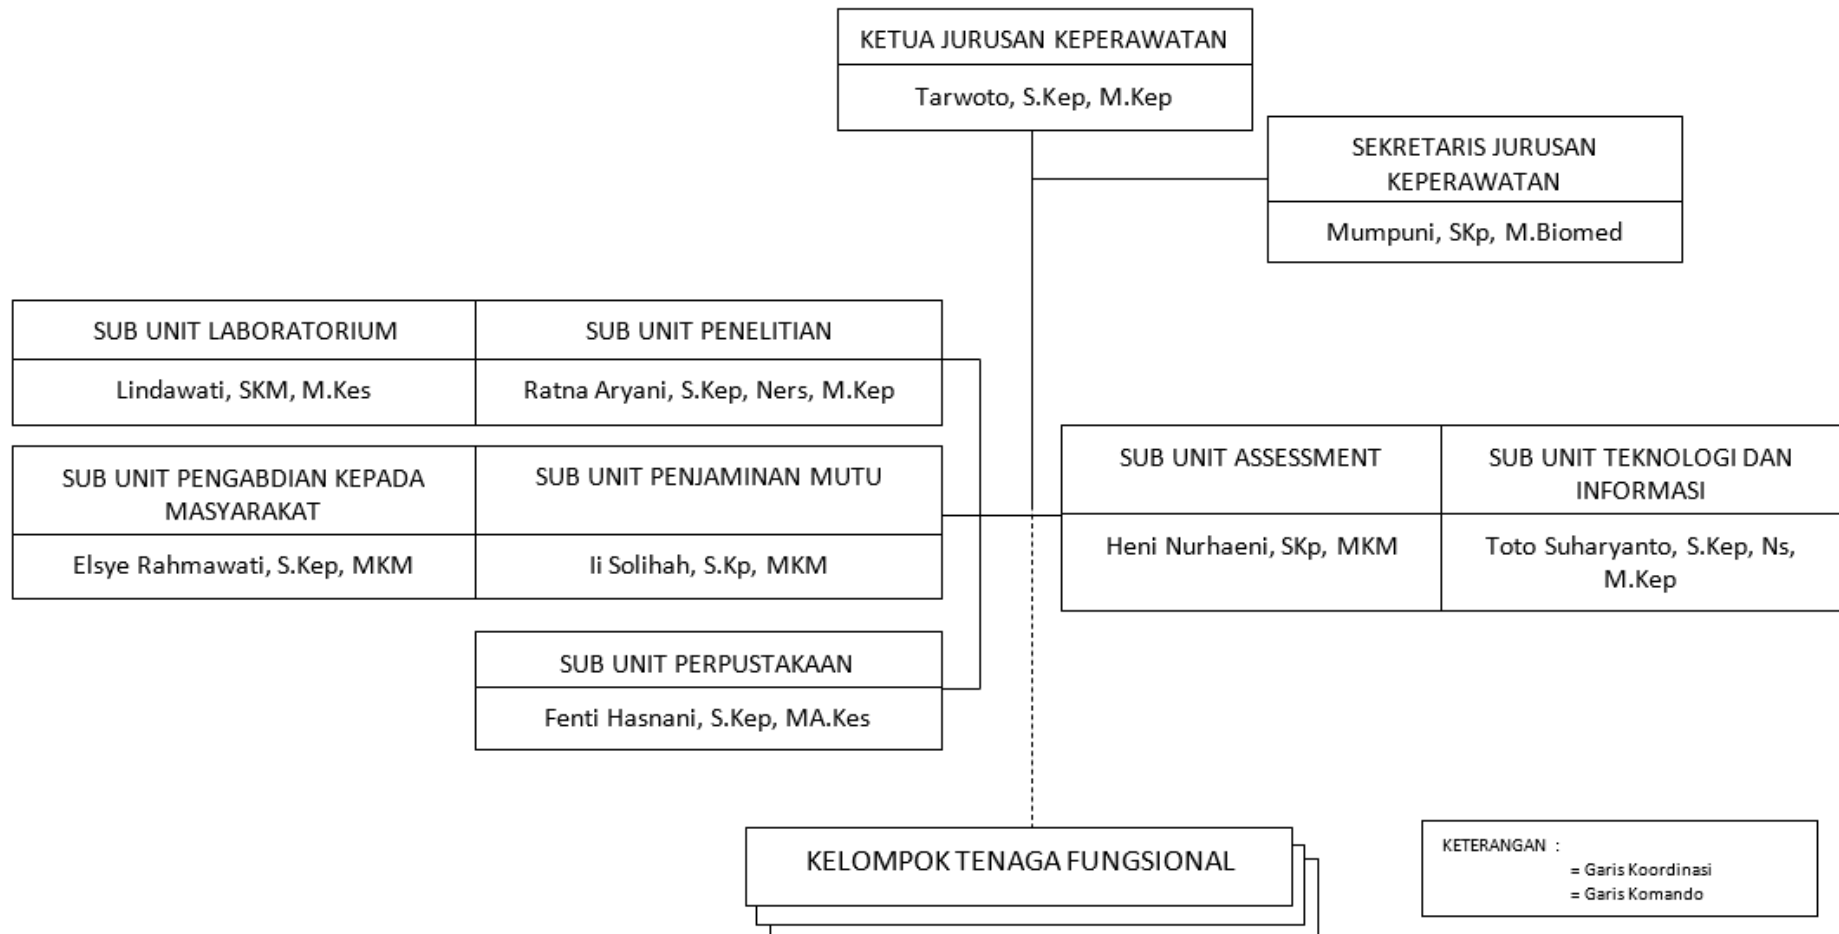 KETUA JURUSAN KEPERAWATAN
Tarwoto, S.Kep, M.Kep
SEKRETARIS JURUSAN
KEPERAWATAN
Mumpuni, SKp, M.Biomed
SUB UNIT LABORATORIUM
Lindawati, SKM, M.Kes
SUB UNIT PENELITIAN
Ratna Aryani, S.Kep, Ners, M.Kep
SUB UNIT PENGABDIAN KEPADA
MASYARAKAT
Elsye Rahmawati, S.Kep, MKM
SUB UNIT PENJAMINAN MUTU
Ii Solihah, S.Kp, MKM
SUB UNIT ASSESSMENT
Heni Nurhaeni, SKp, MKM
SUB UNIT TEKNOLOGI DAN
INFORMASI
Toto Suharyanto, S.Kep, Ns,
M.Kep
SUB UNIT PERPUSTAKAAN
Fenti Hasnani, S.Kep, MA.Kes
KELOMPOK TENAGA FUNGSIONAL
KETERANGAN :
= Garis Koordinasi
= Garis Komando